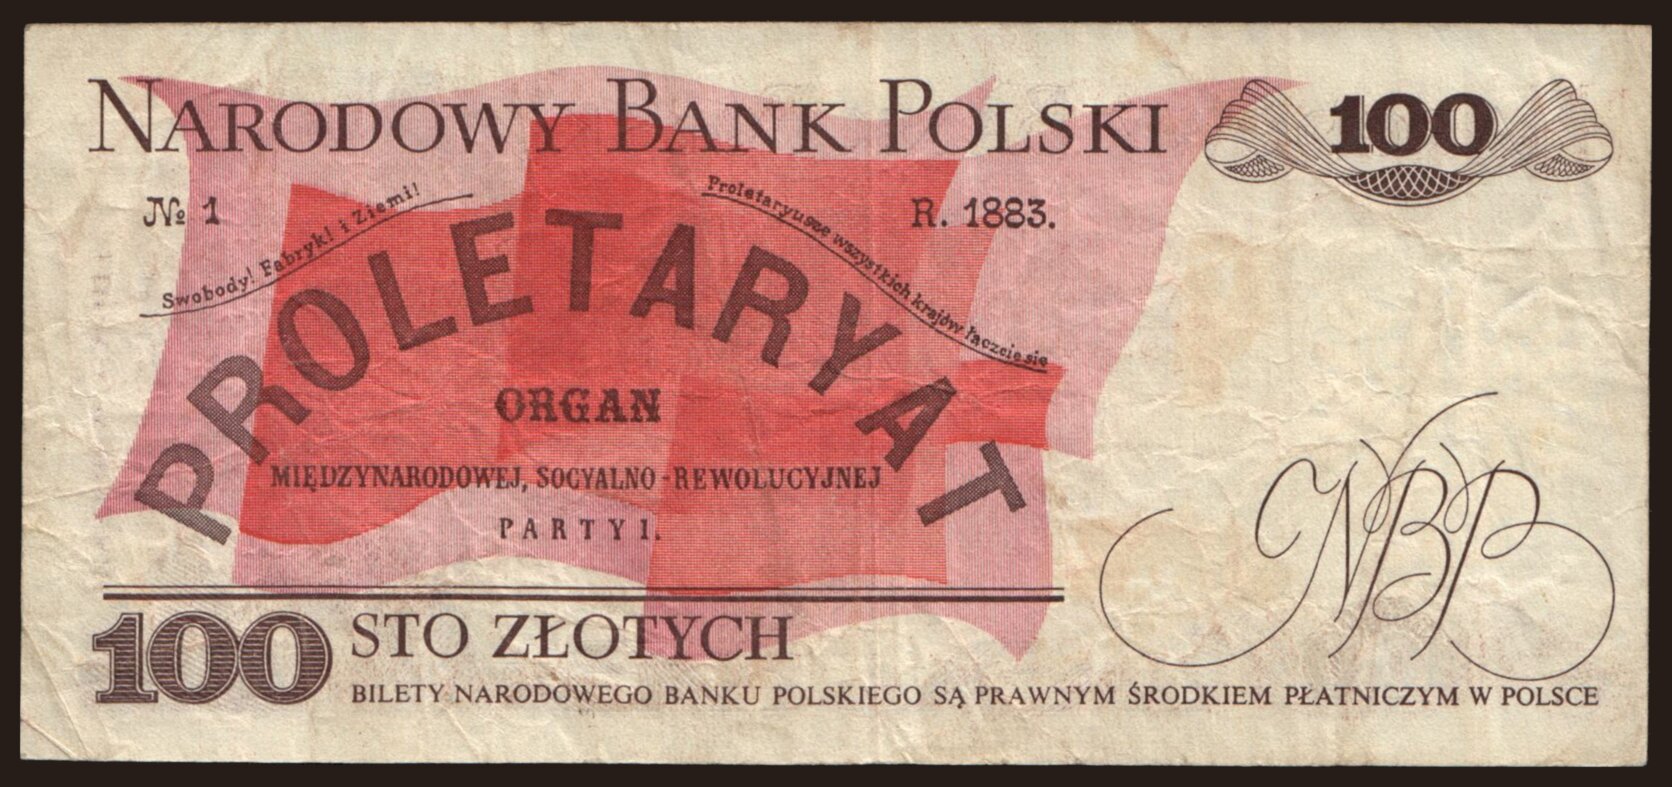 NARODOWY BANK POLSKI
100
№ 1
Swobody! Fabryk! i Ziemi!
Proletaryusze wszystkich krajów łączcie się
R. 1883.
PROLETARYAT
ORGAN
MIĘDZYNARODOWEJ, SOCYALNO-REWOLUCYJNEJ
PARTYI.
NBP
100 STO ZŁOTYCH
BILETY NARODOWEGO BANKU POLSKIEGO SĄ PRAWNYM ŚRODKIEM PŁATNICZYM W POLSCE